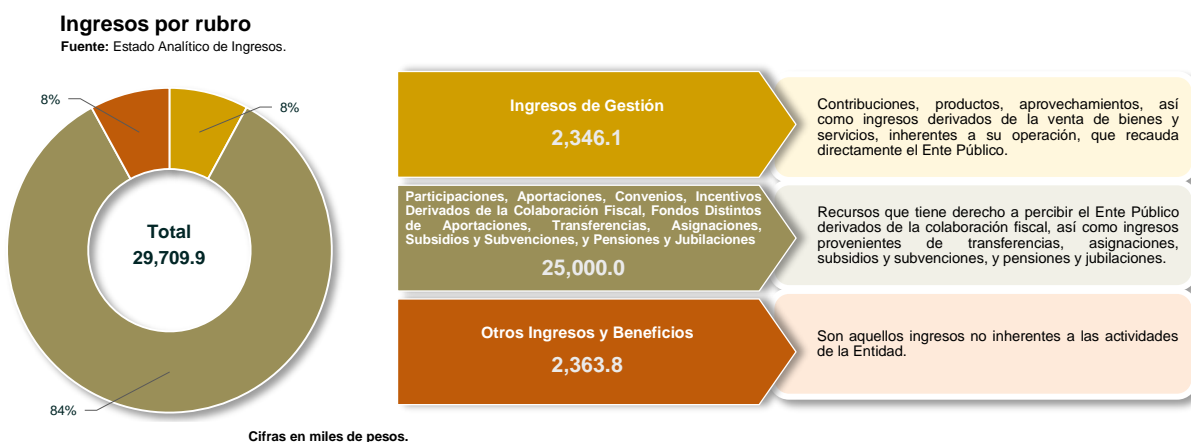 Ingresos por rubro
Fuente: Estado Analítico de Ingresos.
8%
8%
Total
29,709.9
84%
Ingresos de Gestión
2,346.1
Contribuciones, productos, aprovechamientos, así
como ingresos derivados de la venta de bienes y
servicios, inherentes a su operación, que recauda
directamente el Ente Público.
Participaciones, Aportaciones, Convenios, Incentivos
Derivados de la Colaboración Fiscal, Fondos Distintos
de Aportaciones, Transferencias, Asignaciones,
Subsidios y Subvenciones, y Pensiones y Jubilaciones
25,000.0
Recursos que tiene derecho a percibir el Ente Público
derivados de la colaboración fiscal, así como ingresos
provenientes de transferencias, asignaciones,
subsidios y subvenciones, y pensiones y jubilaciones.
Otros Ingresos y Beneficios
2,363.8
Son aquellos ingresos no inherentes a las actividades
de la Entidad.
Cifras en miles de pesos.